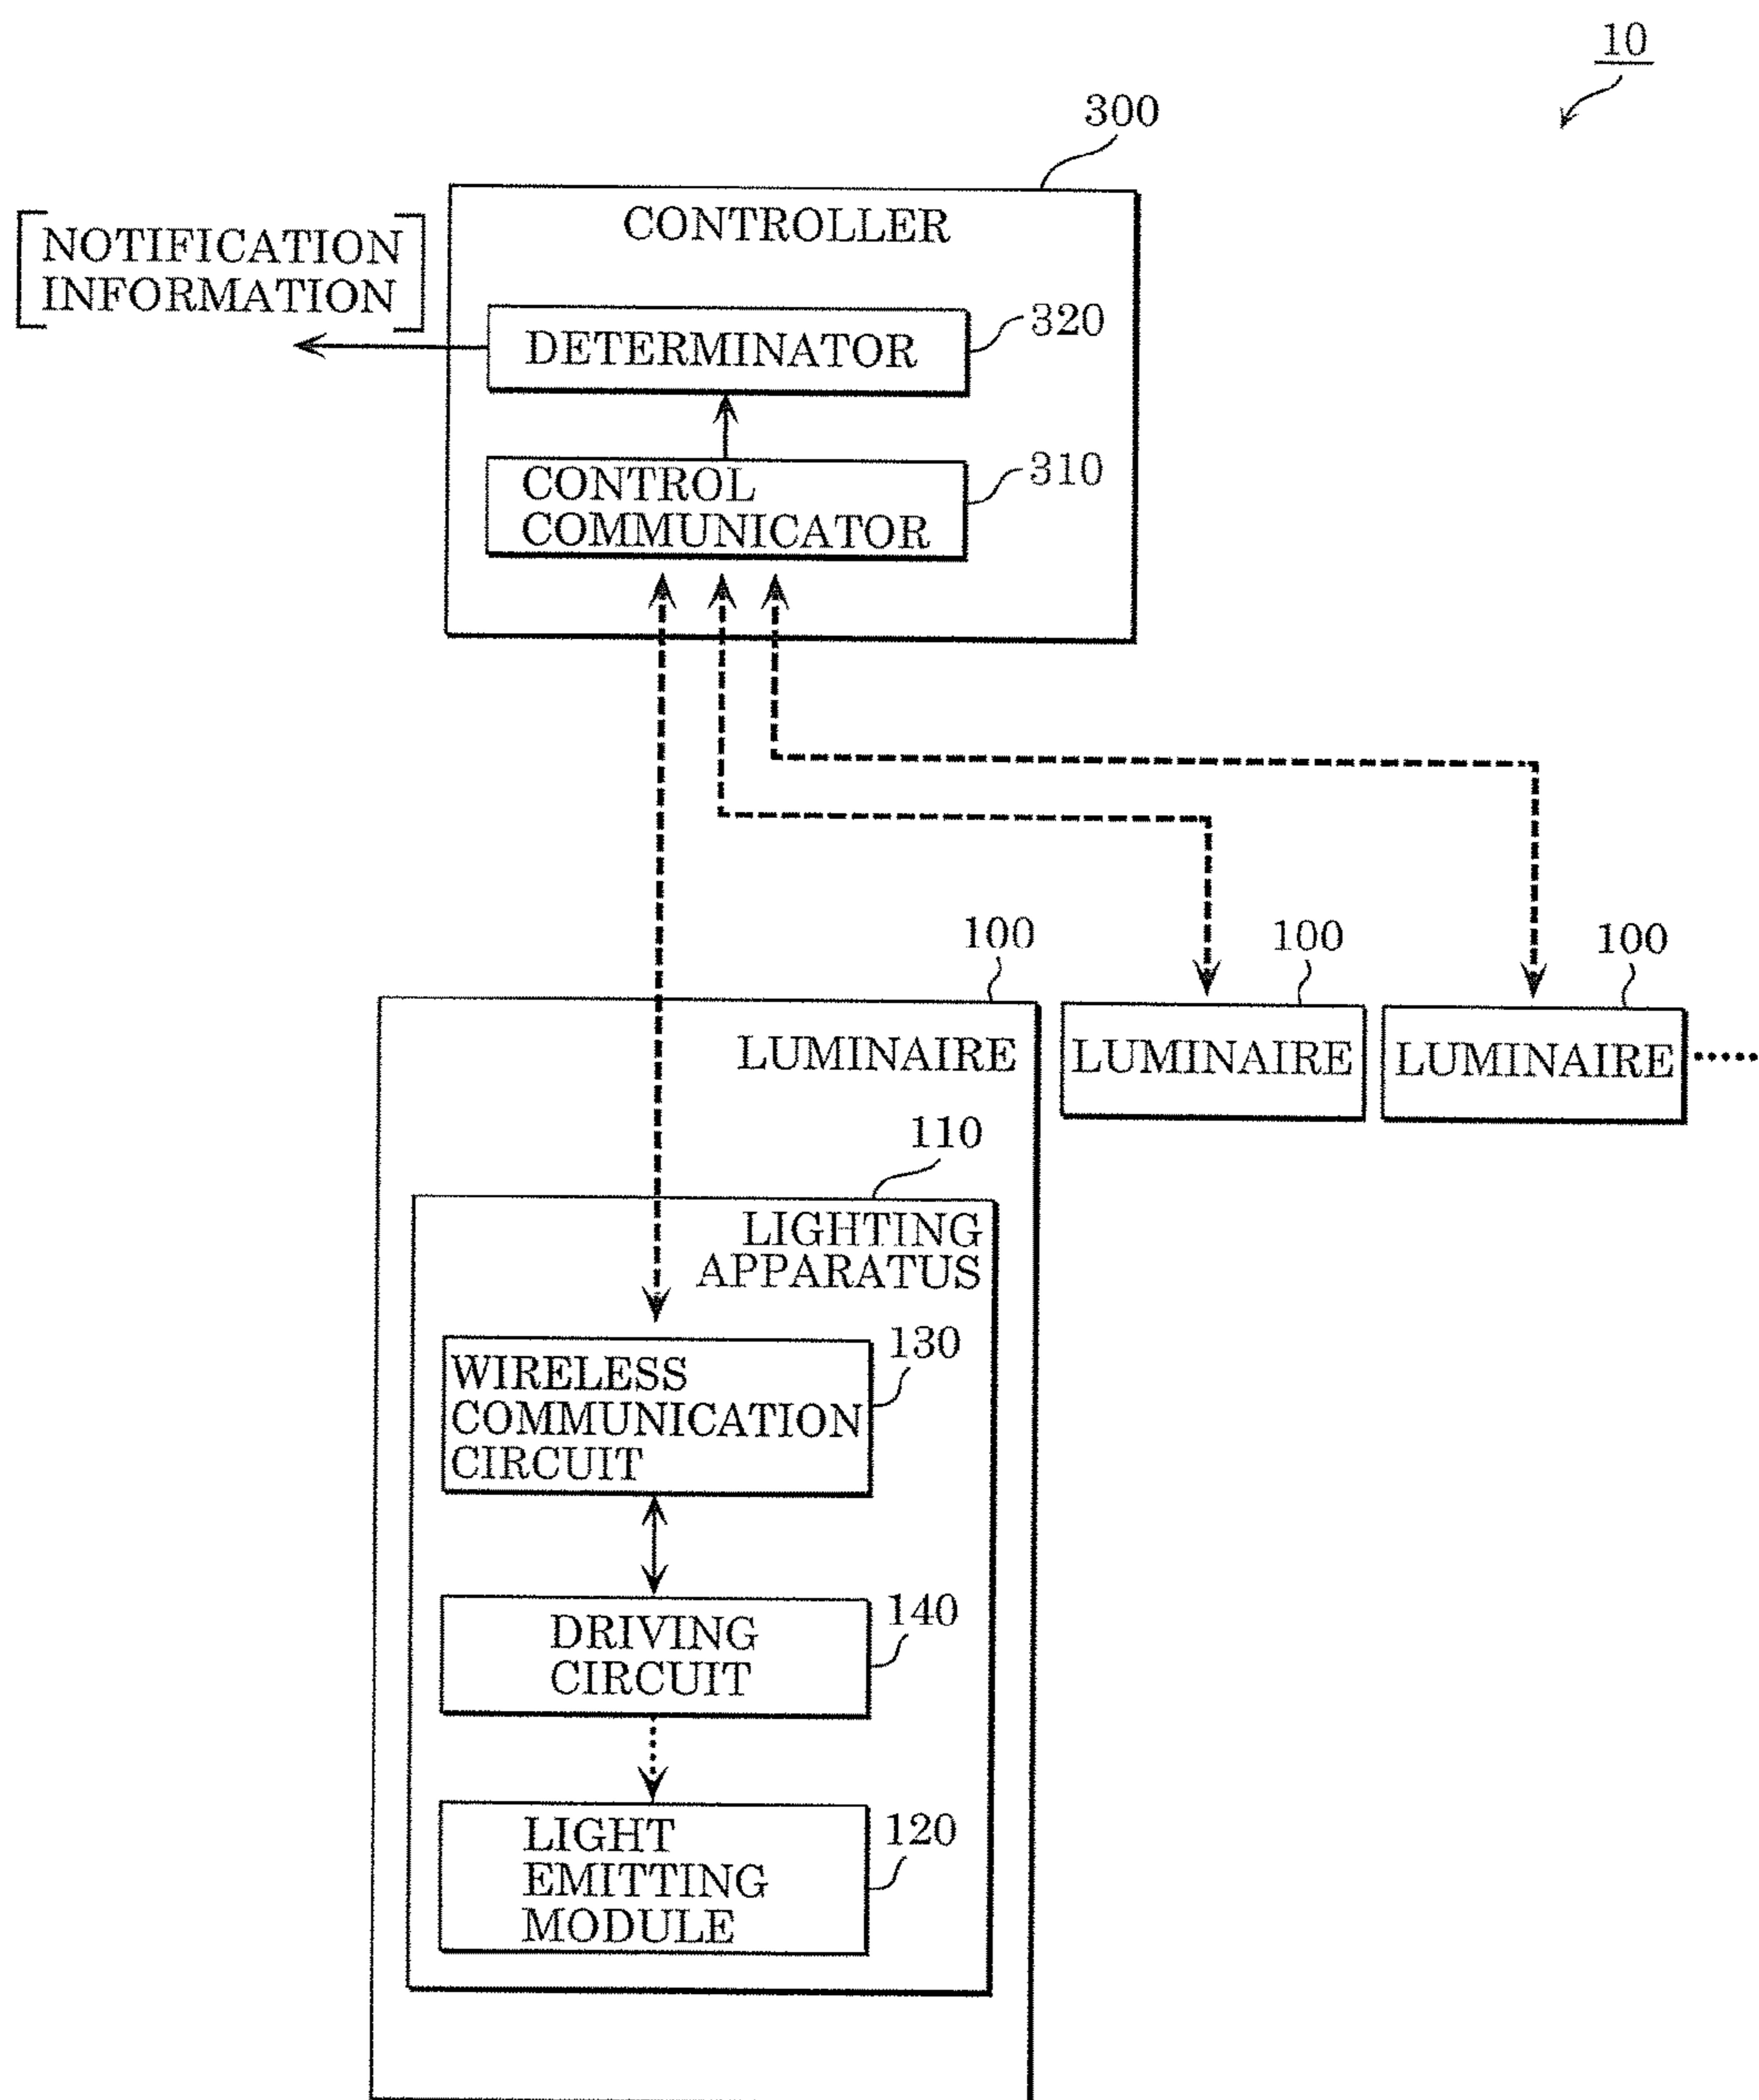 10
300
CONTROLLER
[NOTIFICATION
INFORMATION]
DETERMINATOR
320
CONTROL
COMMUNICATOR
310
100
100
100
LUMINAIRE
LUMINAIRE
LUMINAIRE
110
LIGHTING
APPARATUS
130
WIRELESS
COMMUNICATION
CIRCUIT
140
DRIVING
CIRCUIT
120
LIGHT
EMITTING
MODULE